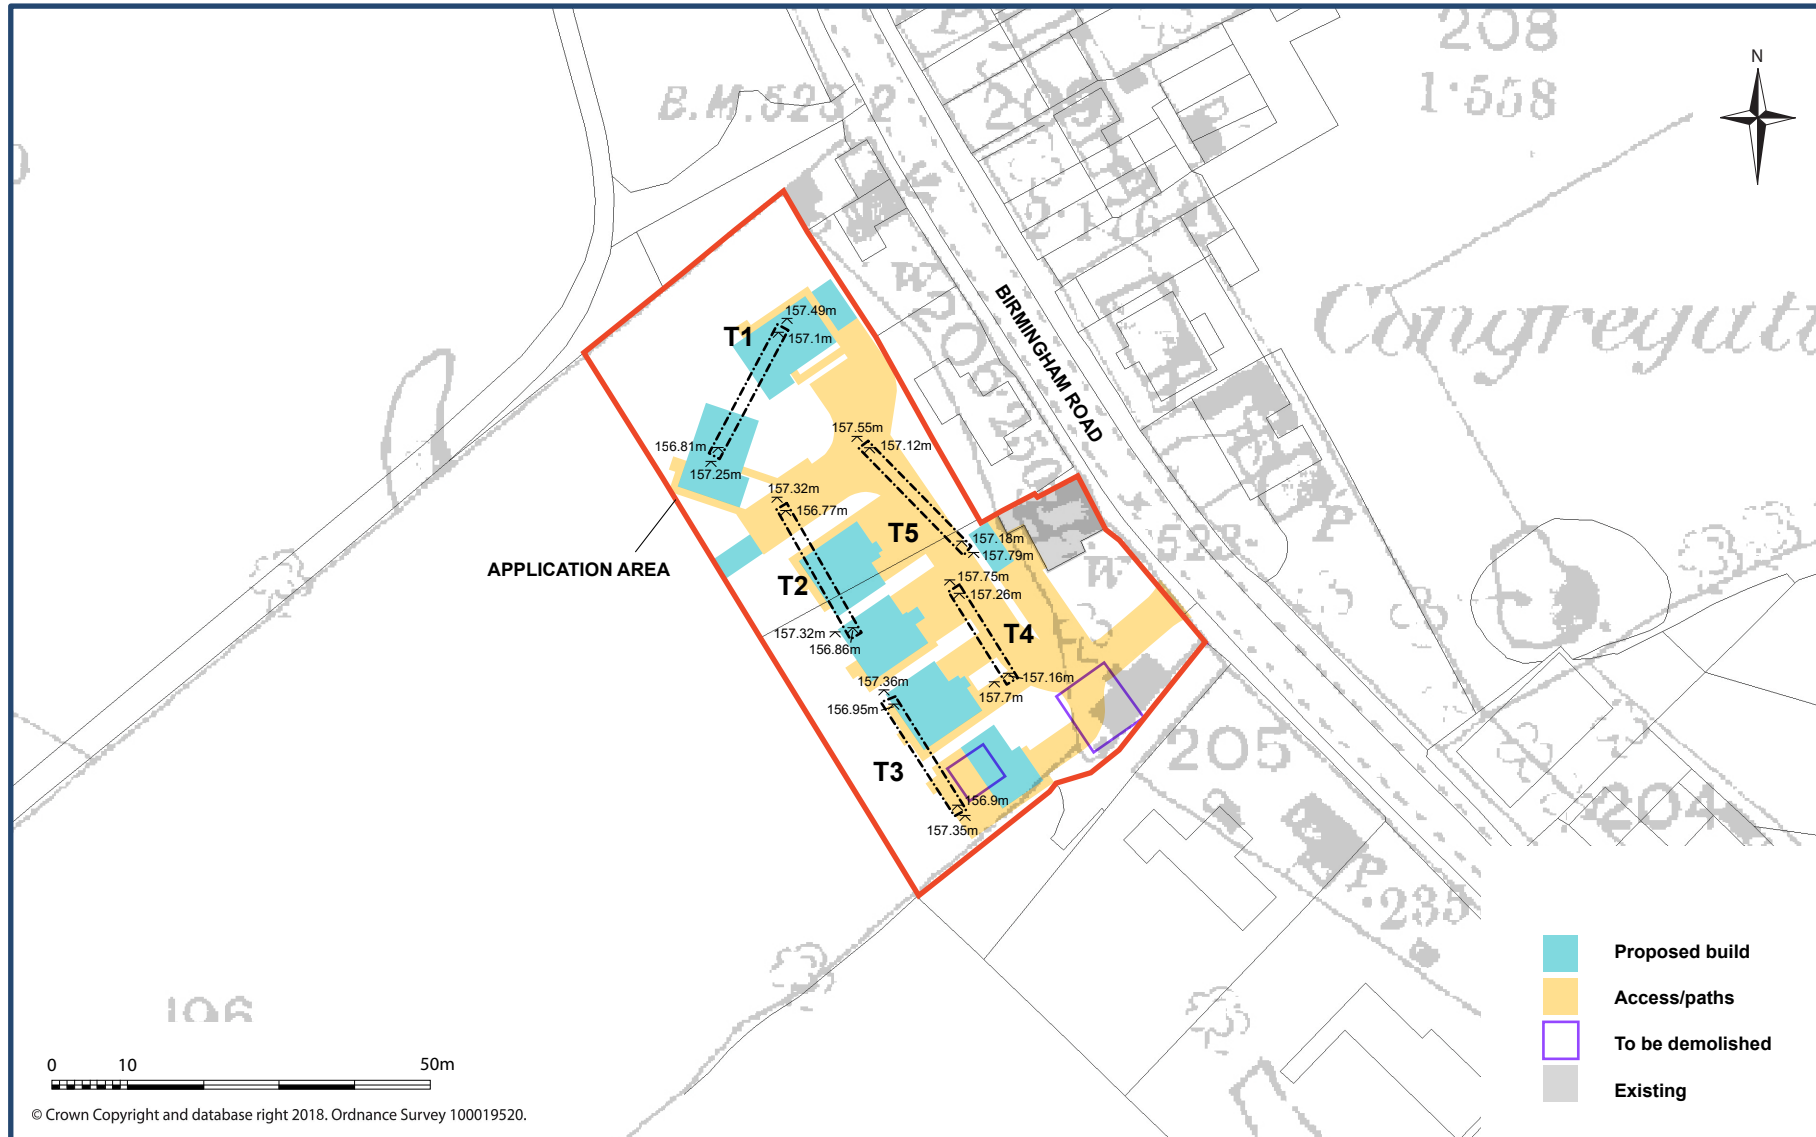 208
1·558
N
B.M.528·2
BIRMINGHAM ROAD
T1
157.49m
157.1m
156.81m
157.25m
157.55m
157.12m
157.32m
156.77m
T5
157.18m
157.79m
APPLICATION AREA
T2
157.75m
157.26m
157.32m
156.86m
T4
157.36m
156.95m
157.16m
157.7m
T3
156.9m
157.35m
W
206
·250
W
P
P
205
204
P
·235
196
Proposed build
Access/paths
To be demolished
Existing
0 10 50m
© Crown Copyright and database right 2018. Ordnance Survey 100019520.